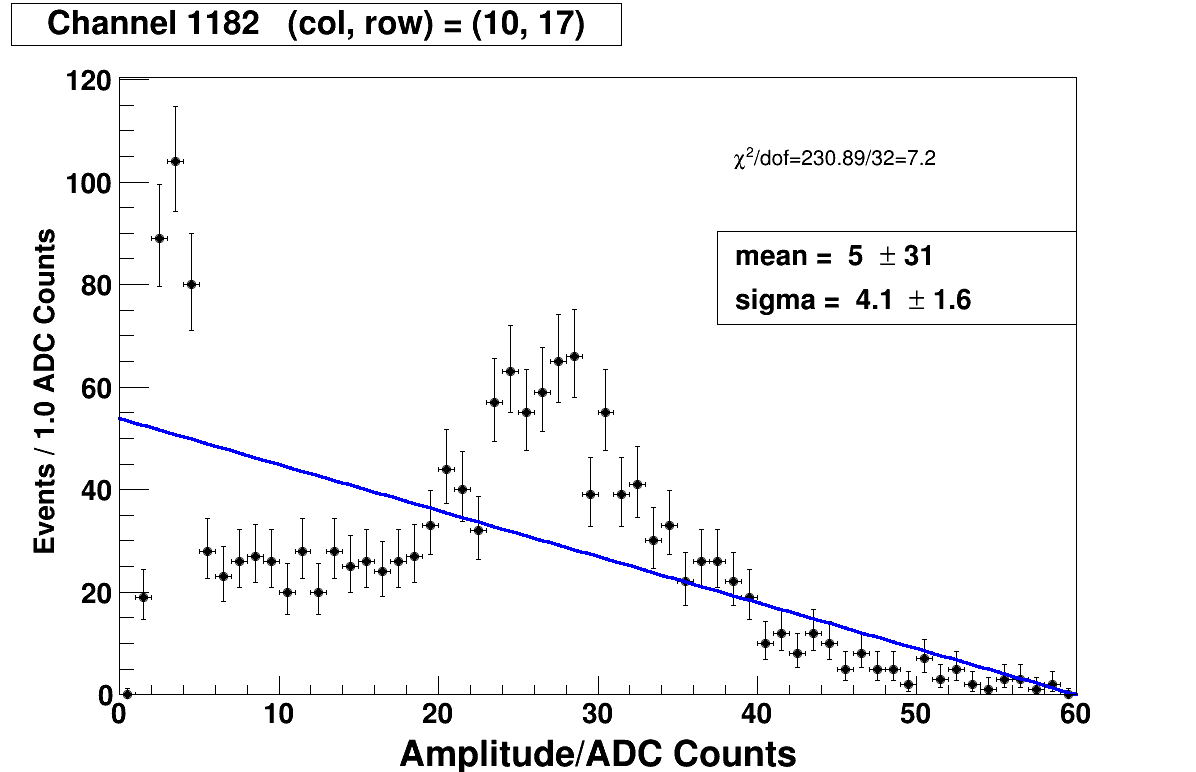 Channel 1182 (col, row) = (10, 17)
120
100
80
60
40
20
0
Events / 1.0 ADC Counts
χ²/dof=230.89/32=7.2
mean = 5 ± 31
sigma = 4.1 ± 1.6
0 10 20 30 40 50 60
Amplitude/ADC Counts